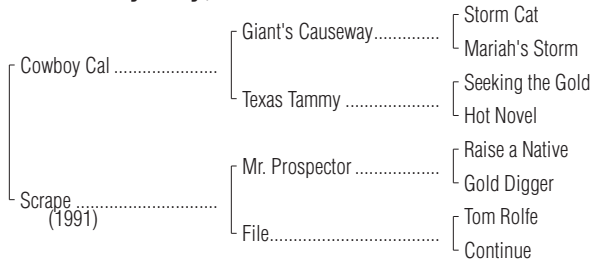 Storm Cat
Giant's Causeway..............
Mariah's Storm
Cowboy Cal ......................
Seeking the Gold
Texas Tammy ....................
Hot Novel
Raise a Native
Mr. Prospector ..................
Gold Digger
Scrape ..............................
(1991)
Tom Rolfe
File....................................
Continue